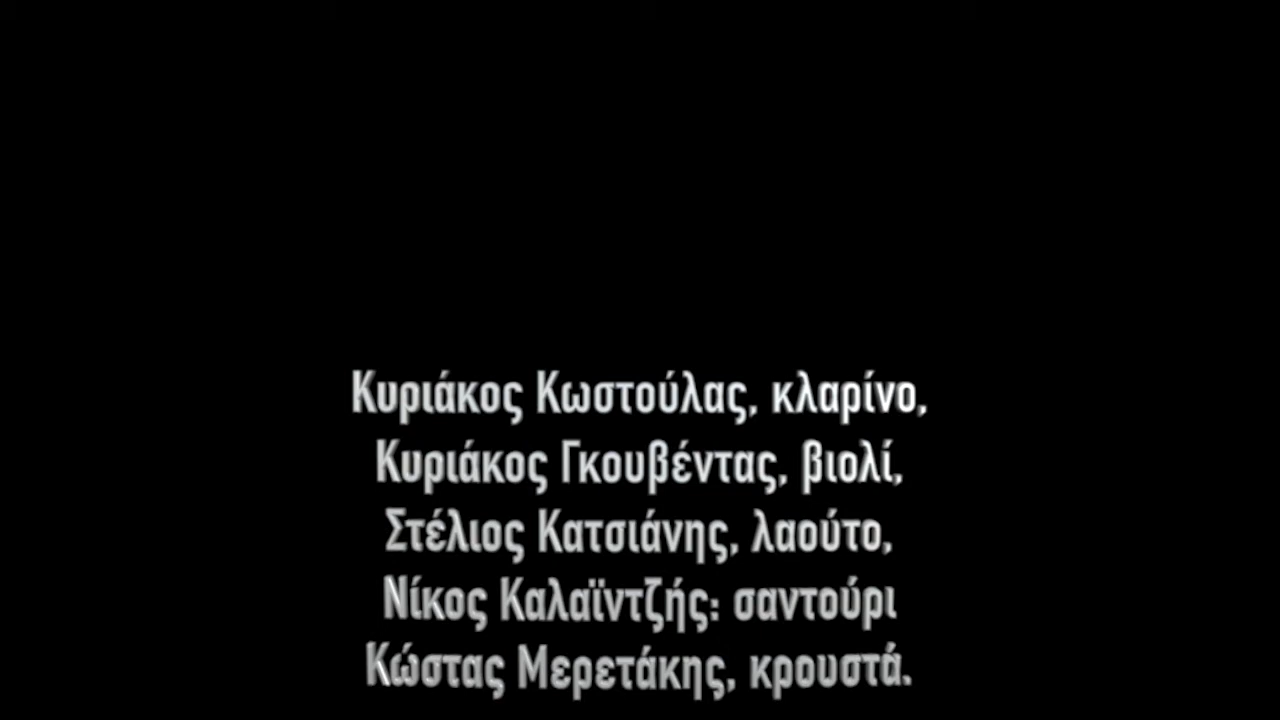 Κυριάκος Κωστούλας, κλαρίνο,
Κυριάκος Γκουβέντας, βιολί,
Στέλιος Κατσιάνης, λαούτο,
Νίκος Καλαϊντζής: σαντούρι
Κώστας Μερετάκης, κρουστά.